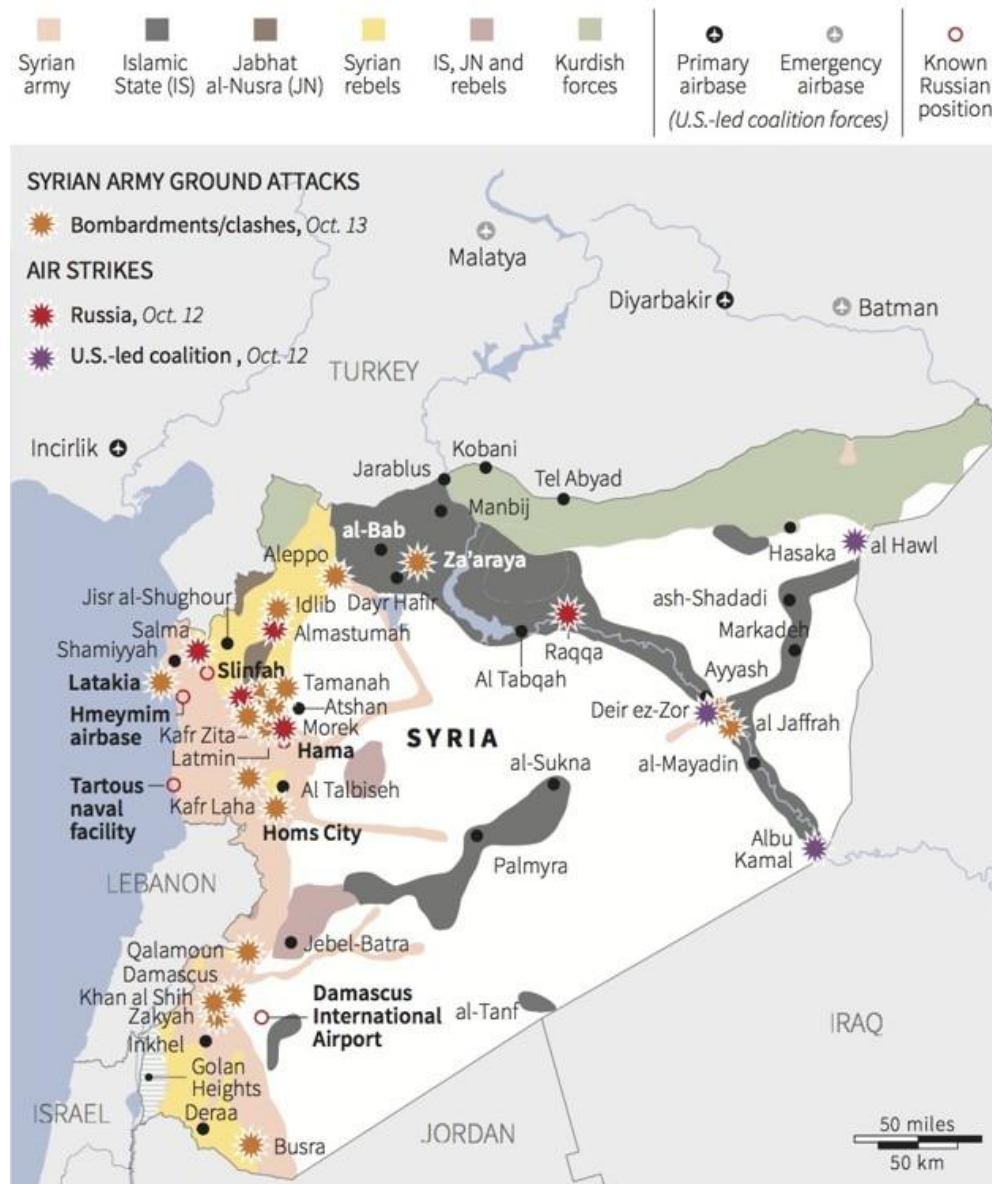 Syrian
army
Islamic
State (IS)
Jabhat
al-Nusra (JN)
Syrian
rebels
IS, JN and
rebels
Kurdish
forces
Primary
airbase
Emergency
airbase
(U.S.-led coalition forces)
Known
Russian
position
SYRIAN ARMY GROUND ATTACKS
Bombardments/clashes, Oct. 13
AIR STRIKES
Russia, Oct. 12
U.S.-led coalition , Oct. 12
Malatya
Diyarbakir
Batman
TURKEY
Incirlik
Kobani
Jarablus
Tel Abyad
Manbij
al-Bab
Za'araya
Aleppo
Hasaka
al Hawl
Jisr al-Shughour
Idlib
Dayr Hafir
ash-Shadadi
Salma
Almastumah
Markadeh
Shamiyyah
Raqqa
Slinfah
Al Tabqah
Ayyash
Latakia
Tamanah
Atshan
Deir ez-Zor
al Jaffrah
Hmeymim
airbase
Kafr Zita
Morek
SYRIA
Latmin
Hama
al-Sukna
al-Mayadin
Tartous
naval
facility
Al Talbiseh
Kafr Laha
Homs City
Albu
Kamal
Palmyra
LEBANON
Jebel-Batra
Qalamoun
Damascus
Khan al Shih
Zakyah
Damascus
International
Airport
al-Tanf
IRAQ
Inkhel
Golan
Heights
ISRAEL
Deraa
JORDAN
Busra
50 miles
50 km